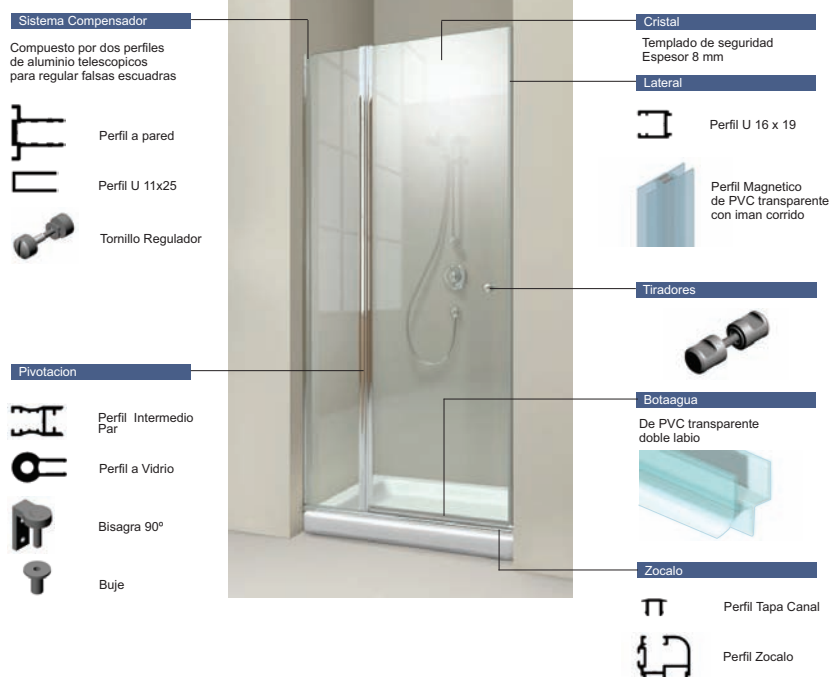 Sistema Compensador
Compuesto por dos perfiles
de aluminio telescopicos
para regular falsas escuadras
Perfil a pared
Perfil U 11x25
Tornillo Regulador
Pivotacion
Perfil Intermedio
Par
Perfil a Vidrio
Bisagra 90º
Buje
Cristal
Templado de seguridad
Espesor 8 mm
Lateral
Perfil U 16 x 19
Perfil Magnetico
de PVC transparente
con iman corrido
Tiradores
Botaagua
De PVC transparente
doble labio
Zocalo
Perfil Tapa Canal
Perfil Zocalo